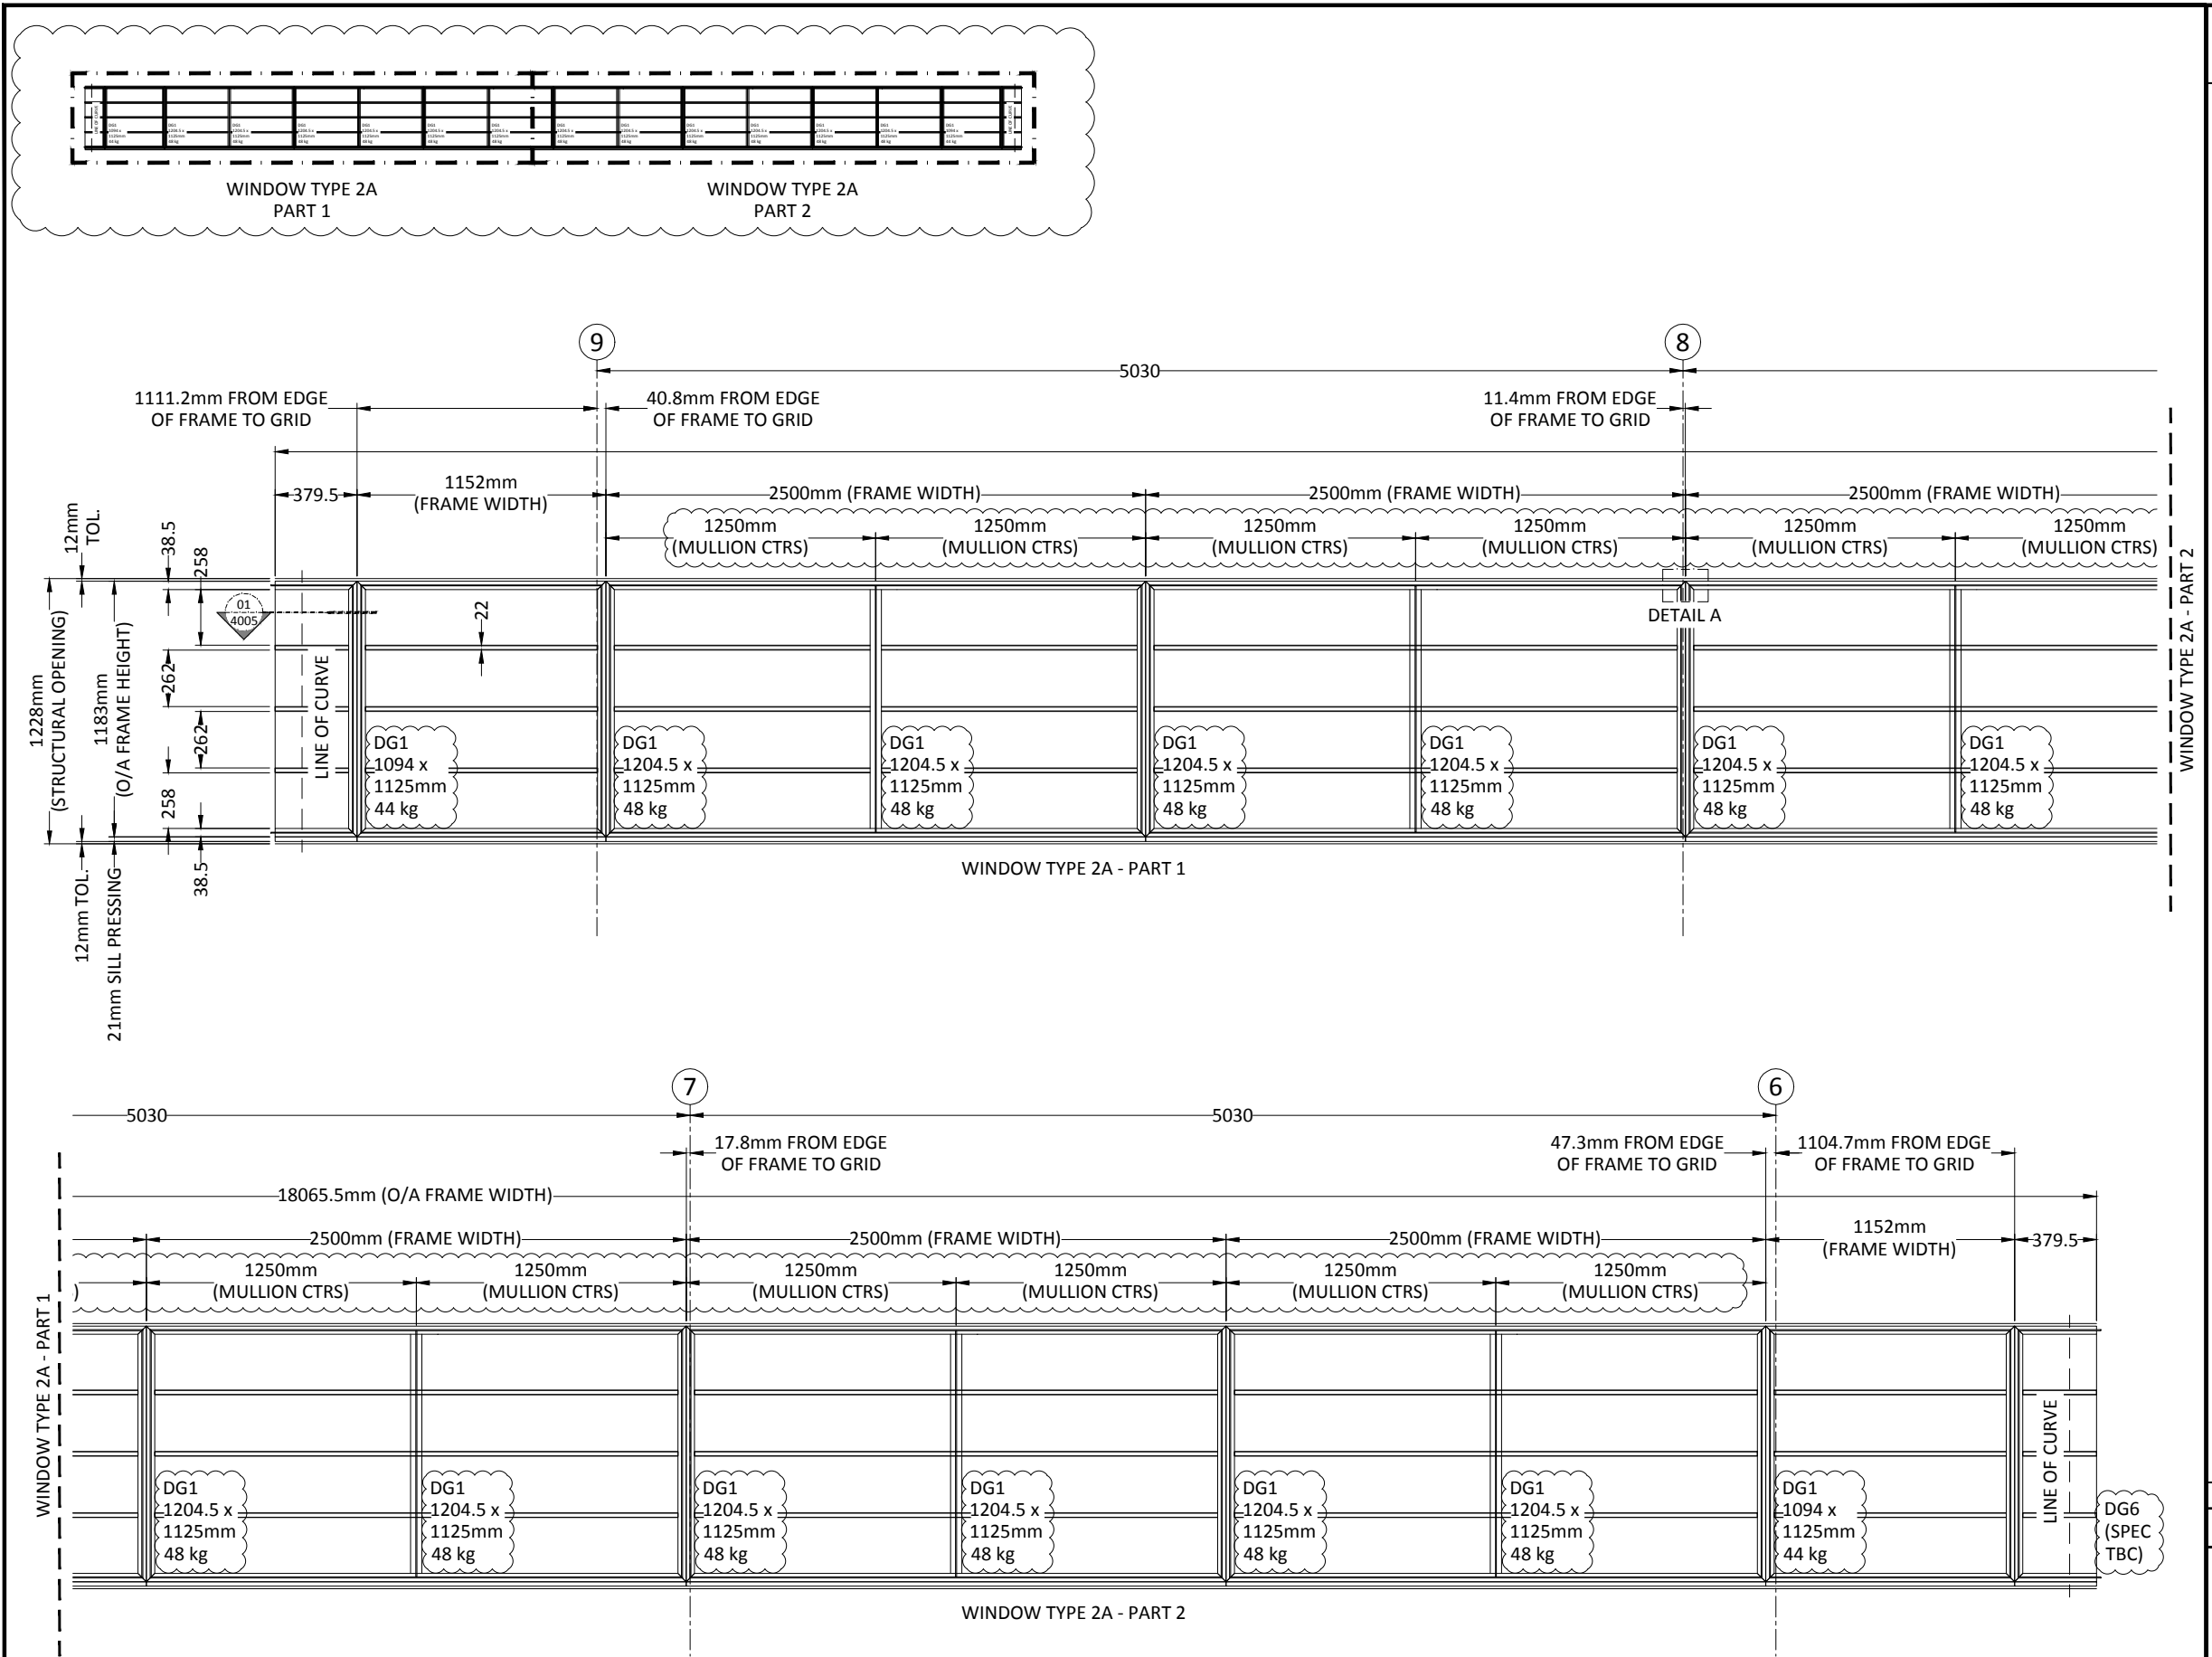 WINDOW TYPE 2A
PART 1
WINDOW TYPE 2A
PART 2
9
8
5030
1111.2mm FROM EDGE
OF FRAME TO GRID
40.8mm FROM EDGE
OF FRAME TO GRID
11.4mm FROM EDGE
OF FRAME TO GRID
379.5
1152mm
(FRAME WIDTH)
2500mm (FRAME WIDTH)
2500mm (FRAME WIDTH)
2500mm (FRAME WIDTH)
1250mm
(MULLION CTRS)
1250mm
(MULLION CTRS)
1250mm
(MULLION CTRS)
1250mm
(MULLION CTRS)
1250mm
(MULLION CTRS)
1250mm
(MULLION CTRS)
12mm
TOL.
38.5
258
262
262
258
38.5
1228mm
(STRUCTURAL OPENING)
1183mm
(O/A FRAME HEIGHT)
12mm TOL.
21mm SILL PRESSING
01
4005
22
LINE OF CURVE
DETAIL A
DG1
1094 x
1125mm
44 kg
DG1
1204.5 x
1125mm
48 kg
DG1
1204.5 x
1125mm
48 kg
DG1
1204.5 x
1125mm
48 kg
DG1
1204.5 x
1125mm
48 kg
DG1
1204.5 x
1125mm
48 kg
DG1
1204.5 x
1125mm
48 kg
WINDOW TYPE 2A - PART 2
WINDOW TYPE 2A - PART 1
7
6
5030
5030
17.8mm FROM EDGE
OF FRAME TO GRID
47.3mm FROM EDGE
OF FRAME TO GRID
1104.7mm FROM EDGE
OF FRAME TO GRID
18065.5mm (O/A FRAME WIDTH)
2500mm (FRAME WIDTH)
2500mm (FRAME WIDTH)
2500mm (FRAME WIDTH)
1152mm
(FRAME WIDTH)
379.5
)
1250mm
(MULLION CTRS)
1250mm
(MULLION CTRS)
1250mm
(MULLION CTRS)
1250mm
(MULLION CTRS)
1250mm
(MULLION CTRS)
1250mm
(MULLION CTRS)
WINDOW TYPE 2A - PART 1
DG1
1204.5 x
1125mm
48 kg
DG1
1204.5 x
1125mm
48 kg
DG1
1204.5 x
1125mm
48 kg
DG1
1204.5 x
1125mm
48 kg
DG1
1204.5 x
1125mm
48 kg
DG1
1204.5 x
1125mm
48 kg
DG1
1094 x
1125mm
44 kg
LINE OF CURVE
DG6
(SPEC
TBC)
WINDOW TYPE 2A - PART 2